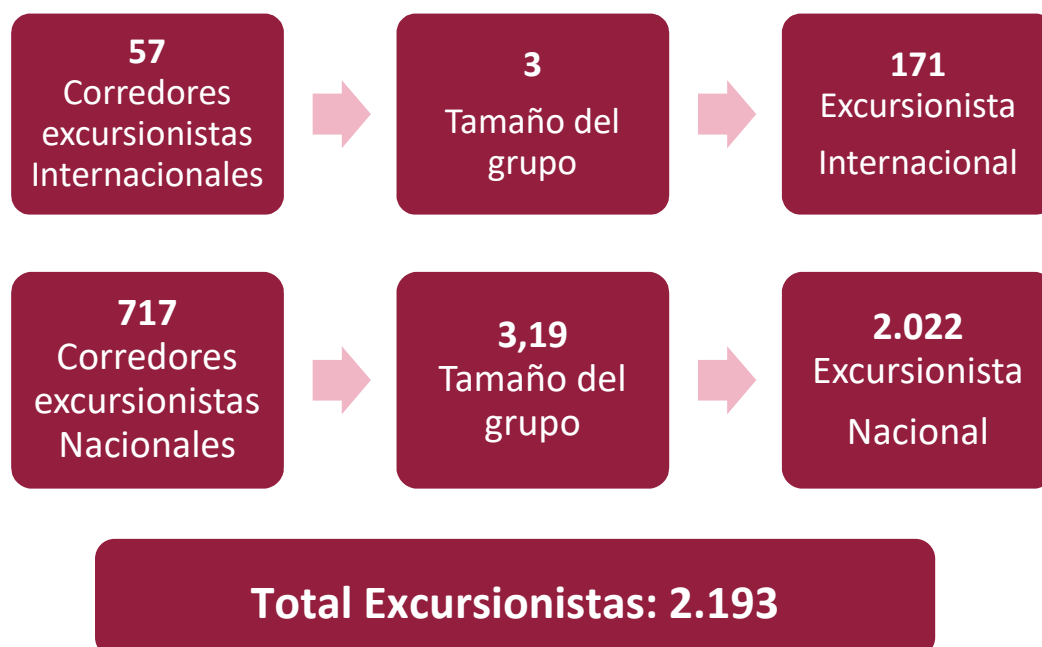 57
Corredores
excursionistas
Internacionales
3
Tamaño del
grupo
171
Excursionista
Internacional
717
Corredores
excursionistas
Nacionales
3,19
Tamaño del
grupo
2.022
Excursionista
Nacional
Total Excursionistas: 2.193